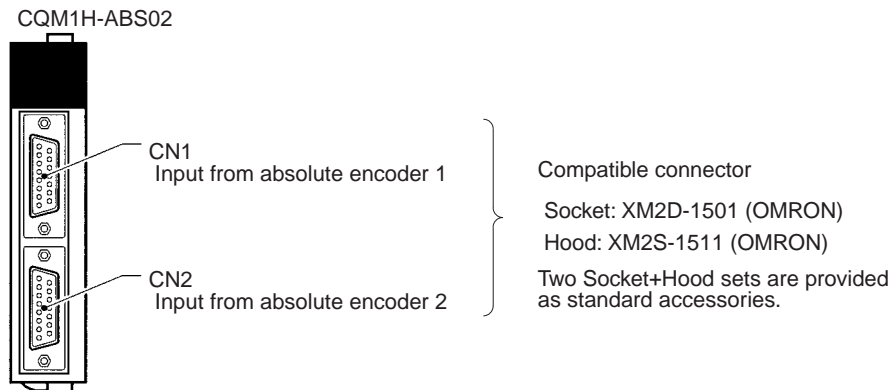 CQM1H-ABS02
CN1
Input from absolute encoder 1
CN2
Input from absolute encoder 2
Compatible connector
Socket: XM2D-1501 (OMRON)
Hood: XM2S-1511 (OMRON)
Two Socket+Hood sets are provided
as standard accessories.